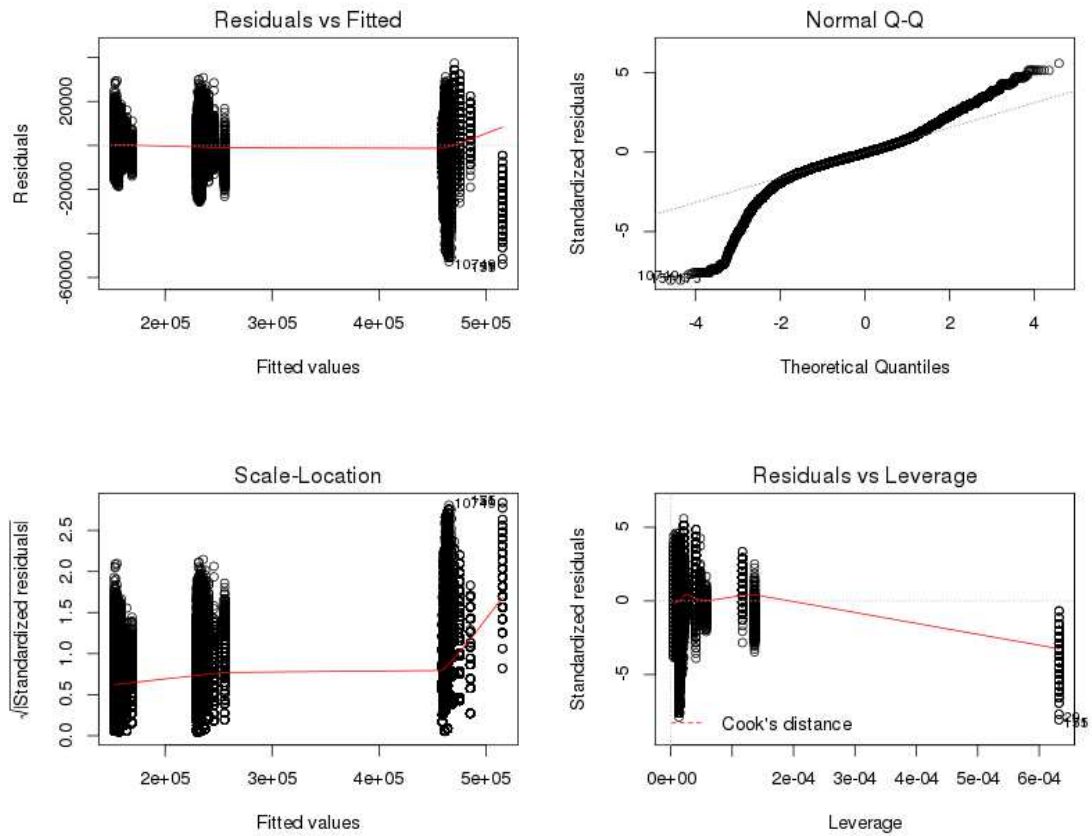 Residuals vs Fitted
Residuals
20000
-20000
-60000
2e+05
3e+05
4e+05
5e+05
Fitted values
10749
Normal Q-Q
Standardized residuals
5
0
-5
-4
-2
0
2
4
Theoretical Quantiles
Scale-Location
√|Standardized residuals|
2.5
2.0
1.5
1.0
0.5
0.0
2e+05
3e+05
4e+05
5e+05
Fitted values
10749
Residuals vs Leverage
Standardized residuals
5
0
-5
Cook's distance
0e+00
2e-04
3e-04
4e-04
5e-04
6e-04
Leverage